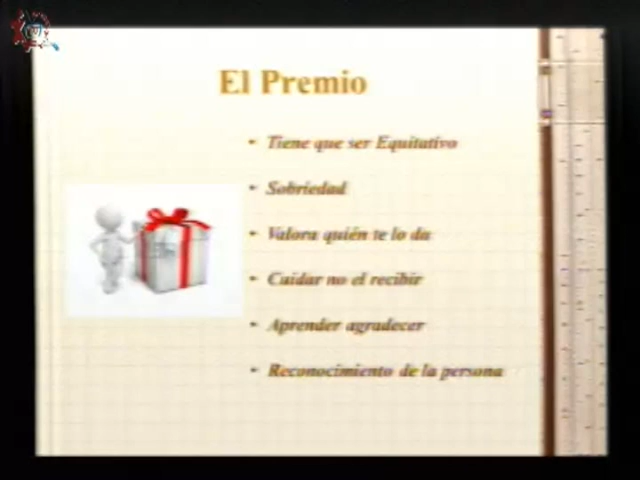 El Premio
• Tiene que ser Equitativo
• Sobriedad
• Valora quién te lo da
• Cuidar no el recibir
• Aprender agradecer
• Reconocimiento de la persona